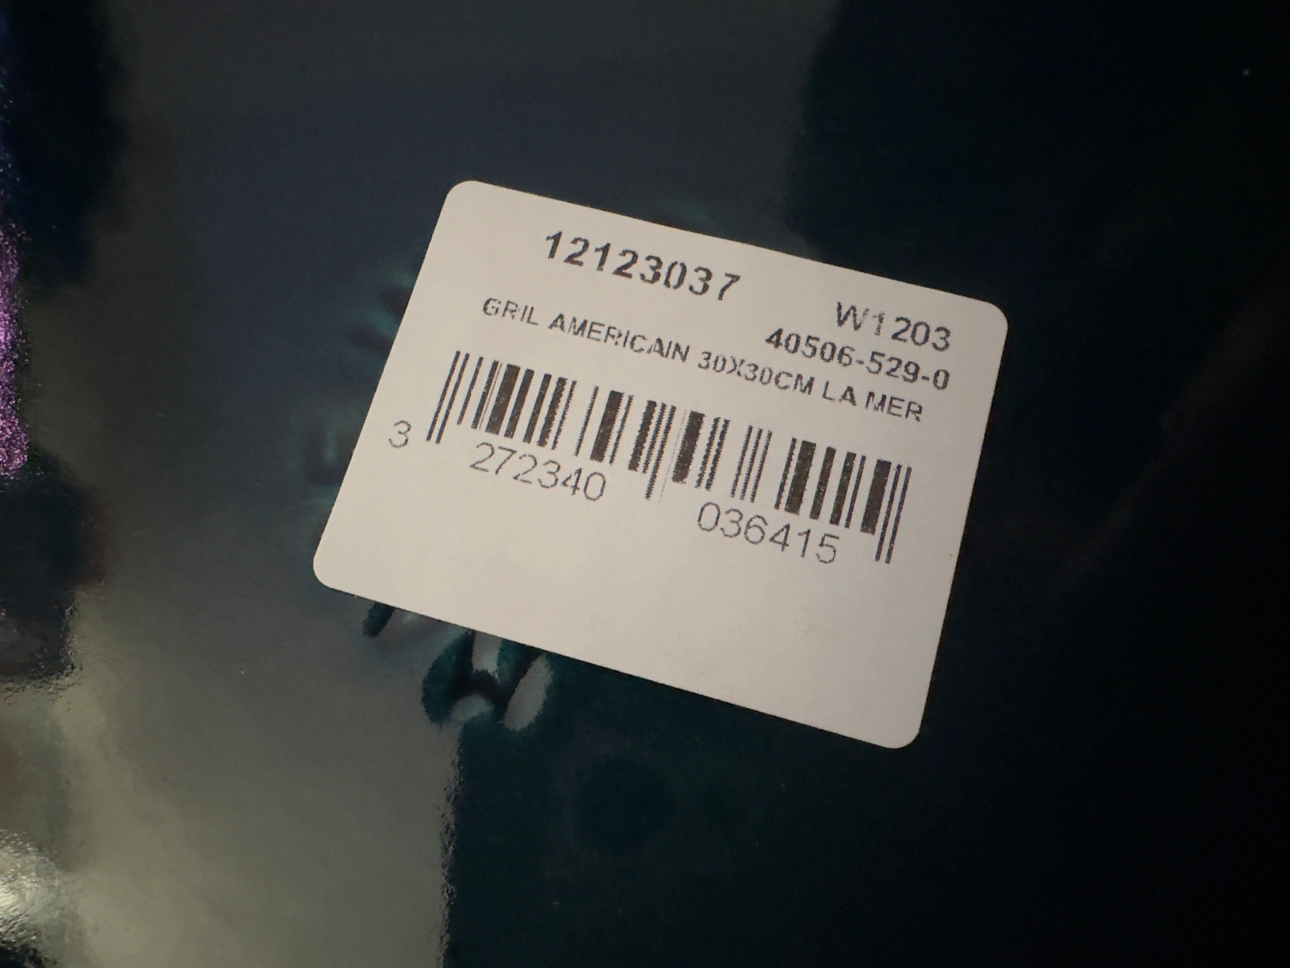 12123037
W1203
40506-529-0
GRIL AMERICAIN 30X30CM LA MER
3 272340 036415